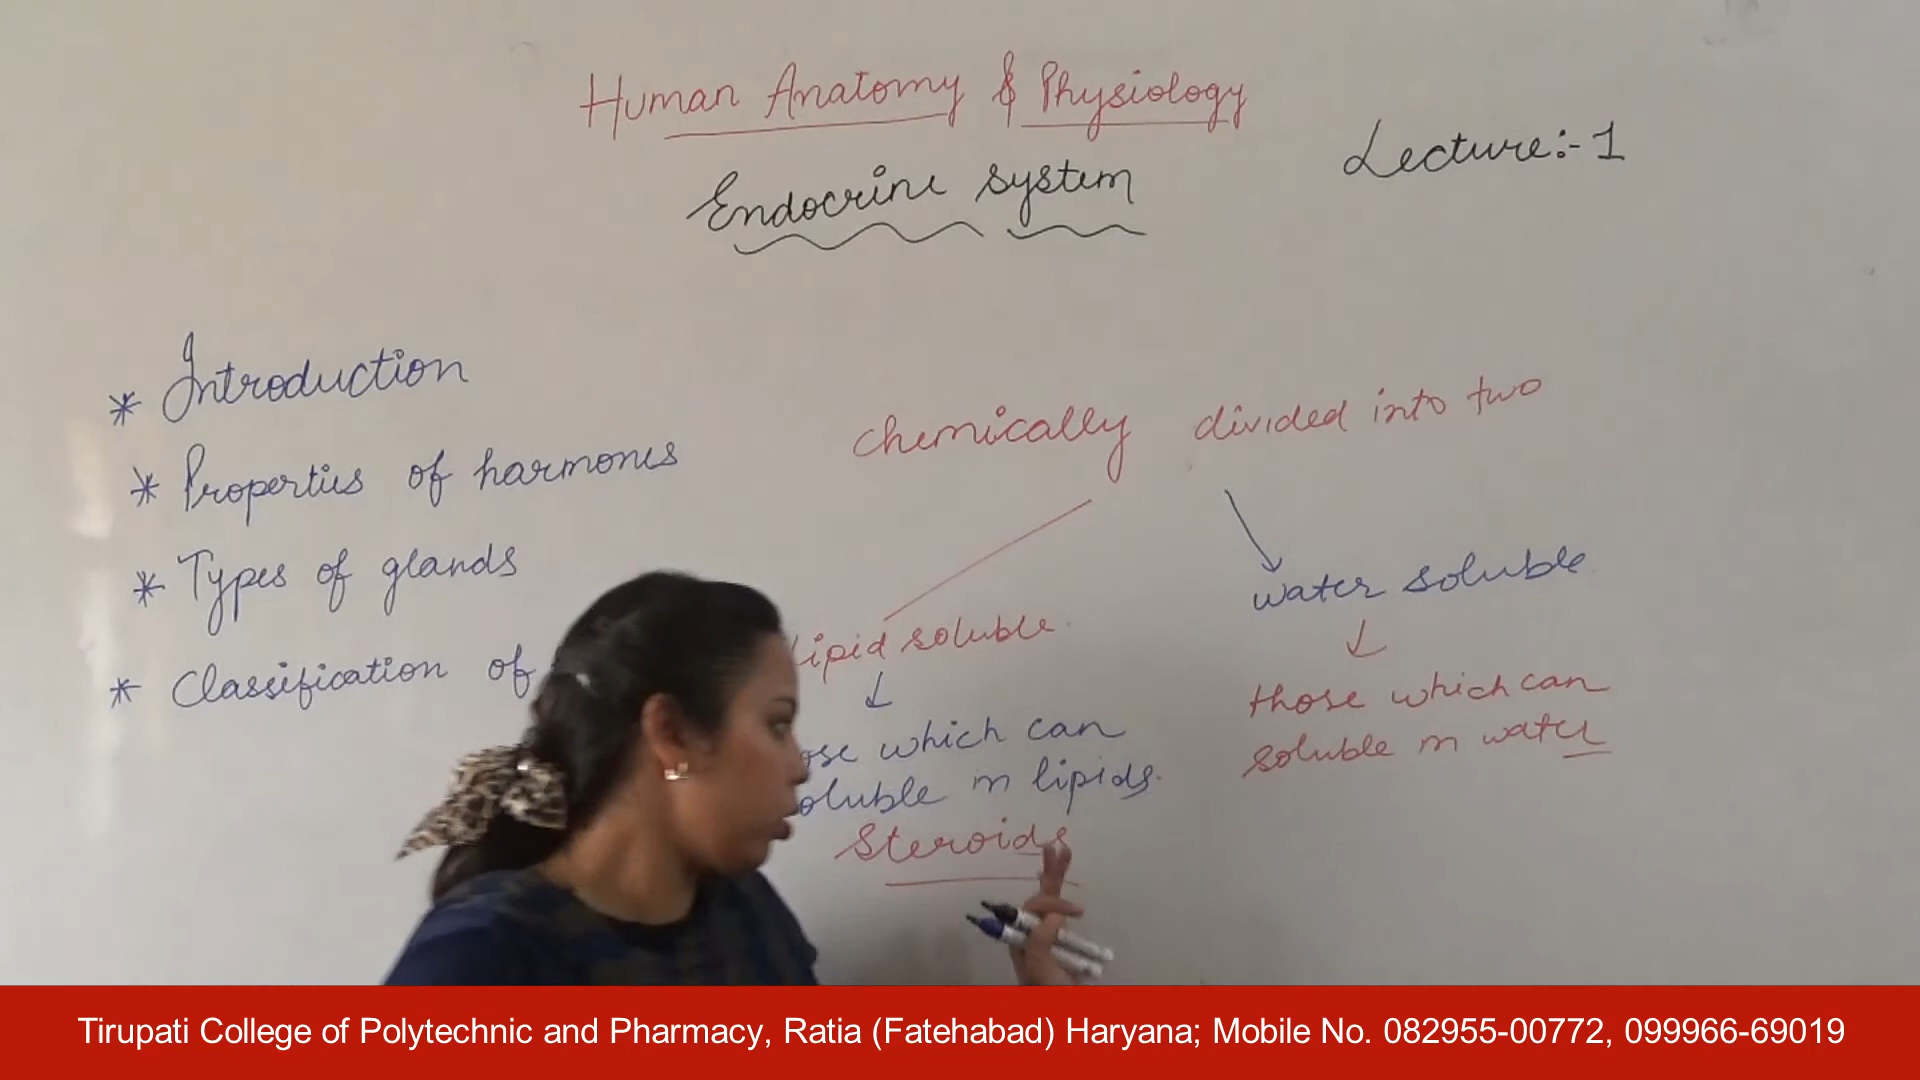 Human Anatomy & Physiology
Endocrine system
Lecture:- 1
* Introduction
* Properties of harmones
* Types of glands
* Classification of
chemically divided into two
lipid soluble.
↓
which can
soluble in lipids.
Steroids
water soluble
↓
those which can
soluble in water
Tirupati College of Polytechnic and Pharmacy, Ratia (Fatehabad) Haryana; Mobile No. 082955-00772, 099966-69019